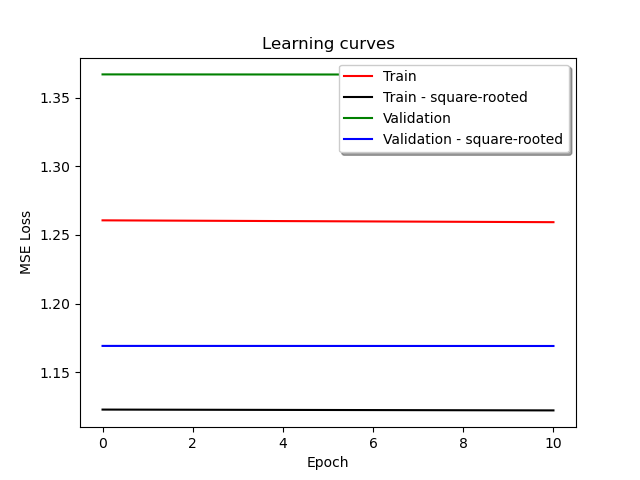 Learning curves
Train
Train - square-rooted
Validation
Validation - square-rooted
1.35
1.30
1.25
1.20
1.15
MSE Loss
0 2 4 6 8 10
Epoch